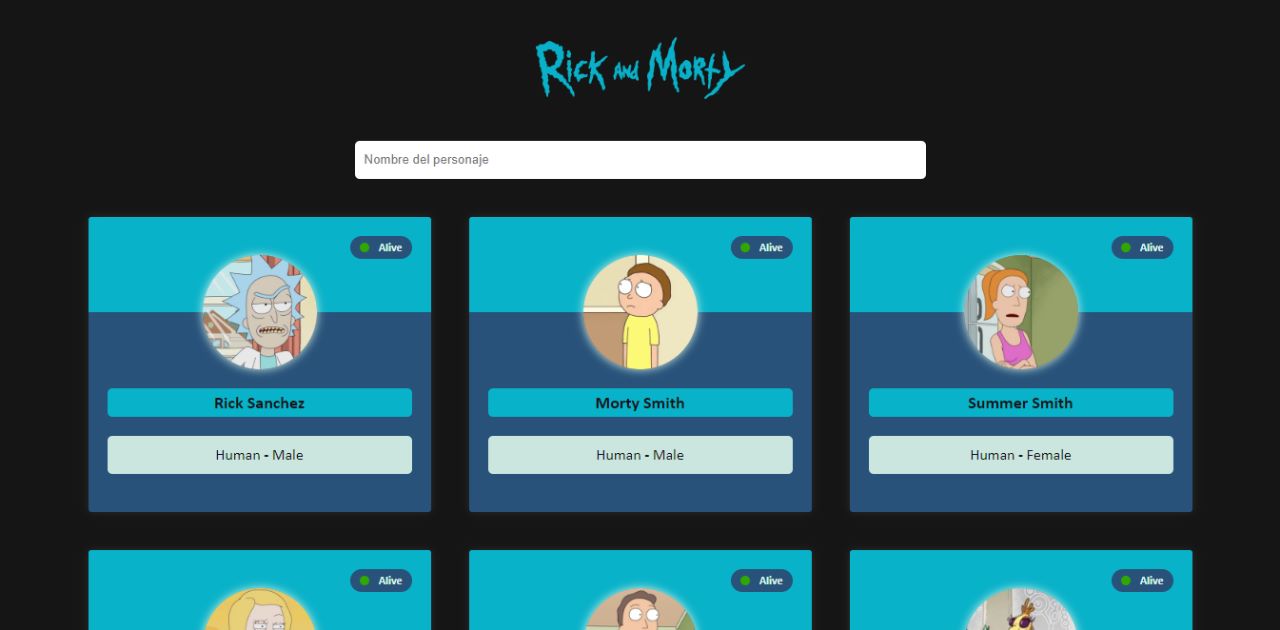 Rick and Morty
Nombre del personaje
Alive
Alive
Alive
Rick Sanchez
Morty Smith
Summer Smith
Human - Male
Human - Male
Human - Female
Alive
Alive
Alive